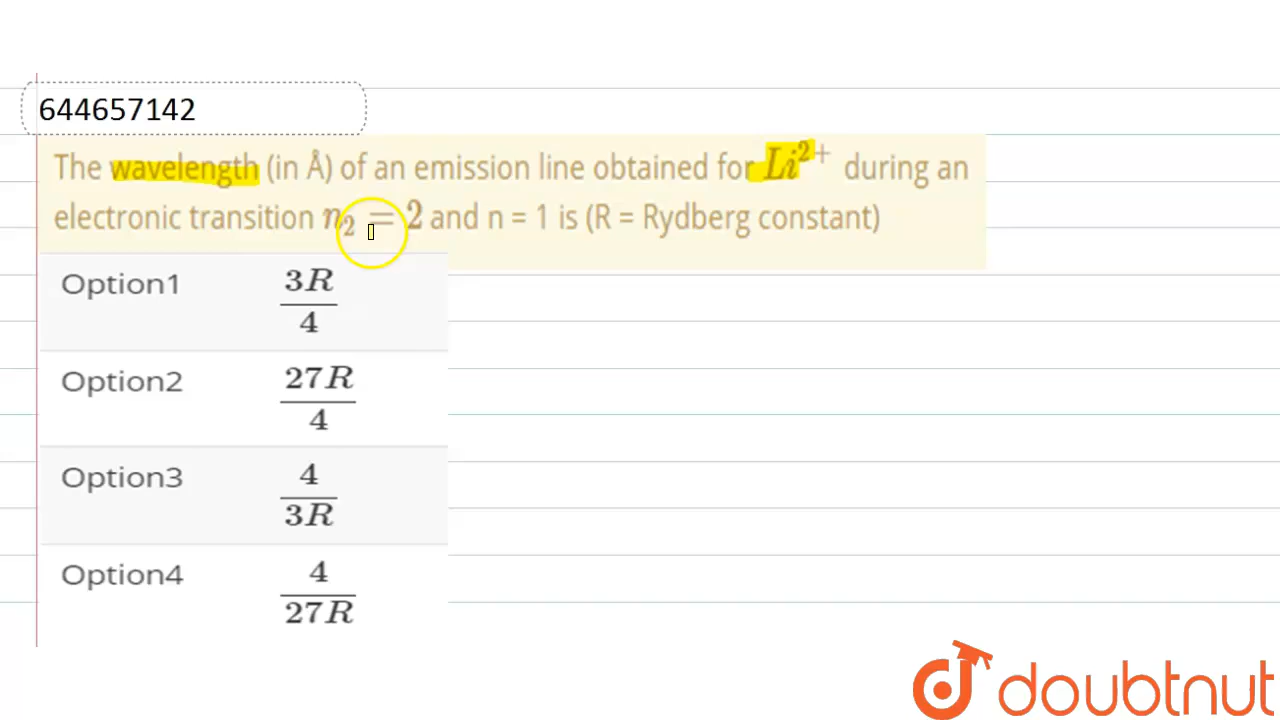 644657142
The wavelength (in Å) of an emission line obtained for Li²⁺ during an
electronic transition n₂ = 2 and n = 1 is (R = Rydberg constant)
Option1 3R/4
Option2 27R/4
Option3 4/3R
Option4 4/27R
doubtnut